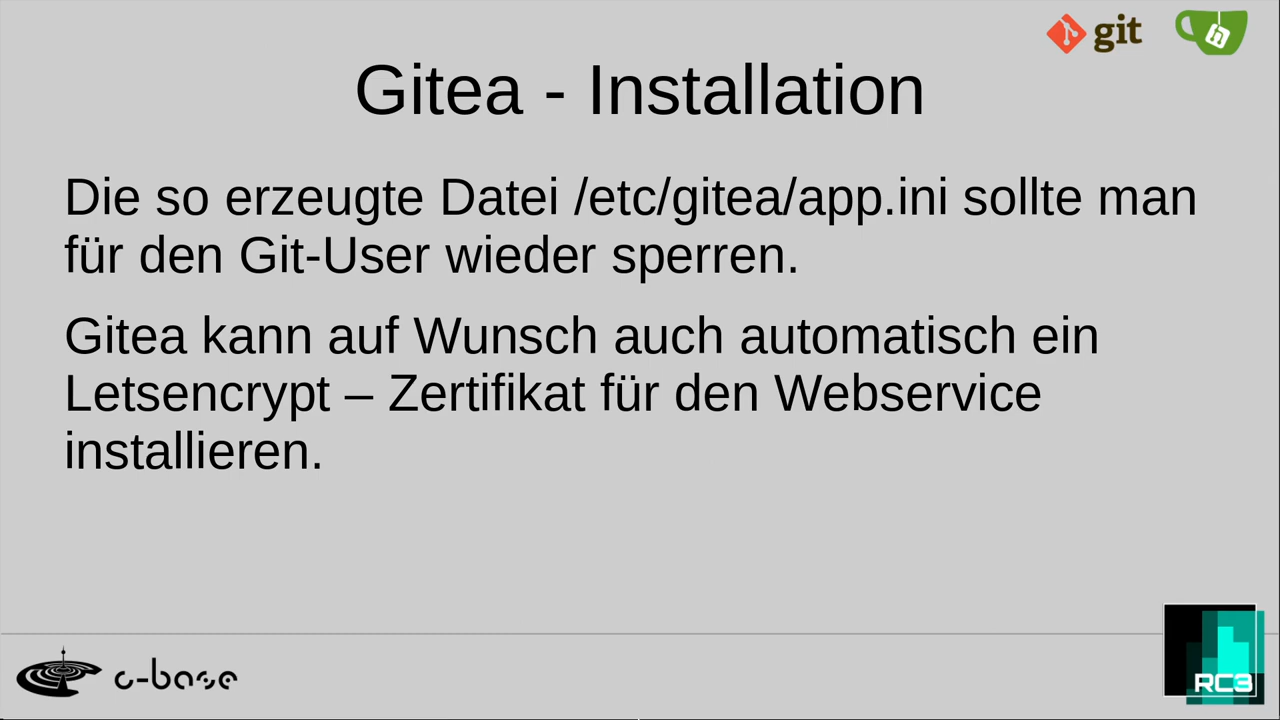 git
Gitea - Installation
Die so erzeugte Datei /etc/gitea/app.ini sollte man
für den Git-User wieder sperren.
Gitea kann auf Wunsch auch automatisch ein
Letsencrypt – Zertifikat für den Webservice
installieren.
c-base
RC3